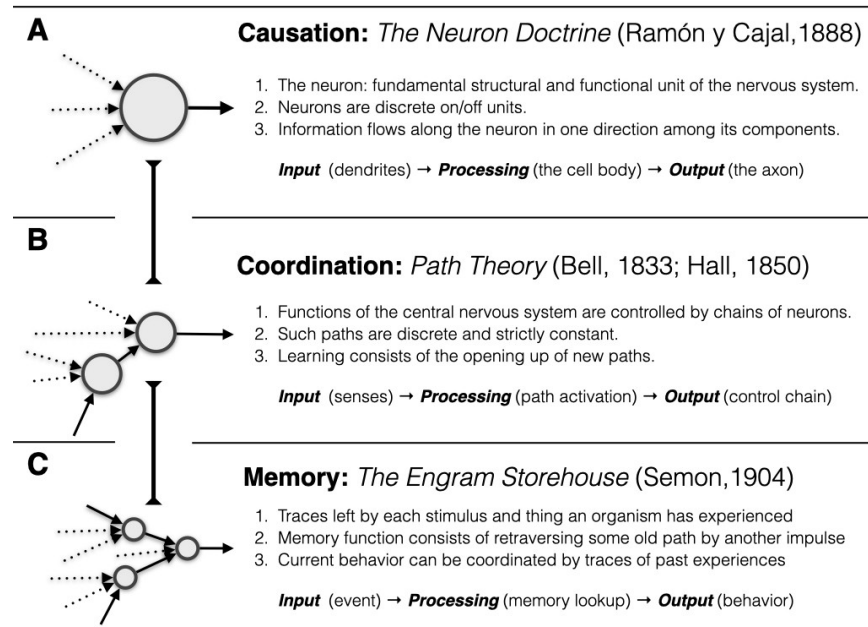 A
Causation: The Neuron Doctrine (Ramón y Cajal,1888)
1. The neuron: fundamental structural and functional unit of the nervous system.
2. Neurons are discrete on/off units.
3. Information flows along the neuron in one direction among its components.
Input (dendrites) → Processing (the cell body) → Output (the axon)
B
Coordination: Path Theory (Bell, 1833; Hall, 1850)
1. Functions of the central nervous system are controlled by chains of neurons.
2. Such paths are discrete and strictly constant.
3. Learning consists of the opening up of new paths.
Input (senses) → Processing (path activation) → Output (control chain)
C
Memory: The Engram Storehouse (Semon,1904)
1. Traces left by each stimulus and thing an organism has experienced
2. Memory function consists of retraversing some old path by another impulse
3. Current behavior can be coordinated by traces of past experiences
Input (event) → Processing (memory lookup) → Output (behavior)